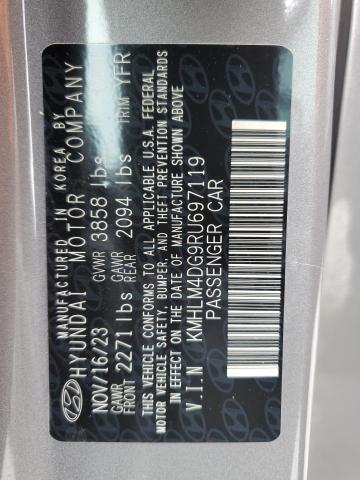 MANUFACTURED IN KOREA BY
HYUNDAI MOTOR COMPANY
NOV/16/23 GVWR 3858 lbs
GAWR FRONT 2271 lbs GAWR REAR 2094 lbs TRIM YFR
THIS VEHICLE CONFORMS TO ALL APPLICABLE U.S.A. FEDERAL
MOTOR VEHICLE SAFETY, BUMPER, AND THEFT PREVENTION STANDARDS
IN EFFECT ON THE DATE OF MANUFACTURE SHOWN ABOVE
V.I.N KMHLM4DG9RU697119
PASSENGER CAR